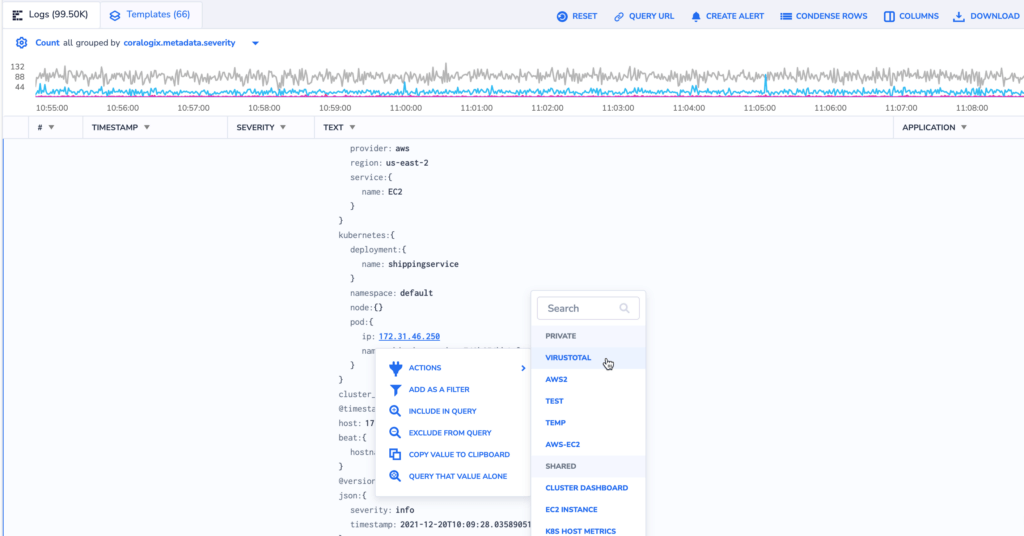 Logs (99.50K) Templates (66) RESET QUERY URL CREATE ALERT CONDENSE ROWS COLUMNS DOWNLOAD
Count all grouped by coralogix.metadata.severity
132
88
44
10:55:00 10:56:00 10:57:00 10:58:00 10:59:00 11:00:00 11:01:00 11:02:00 11:03:00 11:04:00 11:05:00 11:06:00 11:07:00 11:08:00
# TIMESTAMP SEVERITY TEXT APPLICATION
provider: aws
region: us-east-2
service:{
name: EC2
}
}
kubernetes:{
deployment:{
name: shippingservice
}
namespace: default
node:{}
pod:{
ip: 172.31.46.250
nam
}
}
cluster_
@timesta
host: 17
beat:{
hostna
}
@version
json:{
severity: info
timestamp: 2021-12-20T10:09:28.03589051
ACTIONS
ADD AS A FILTER
INCLUDE IN QUERY
EXCLUDE FROM QUERY
COPY VALUE TO CLIPBOARD
QUERY THAT VALUE ALONE
Search
PRIVATE
VIRUSTOTAL
AWS2
TEST
TEMP
AWS-EC2
SHARED
CLUSTER DASHBOARD
EC2 INSTANCE
K8S HOST METRICS